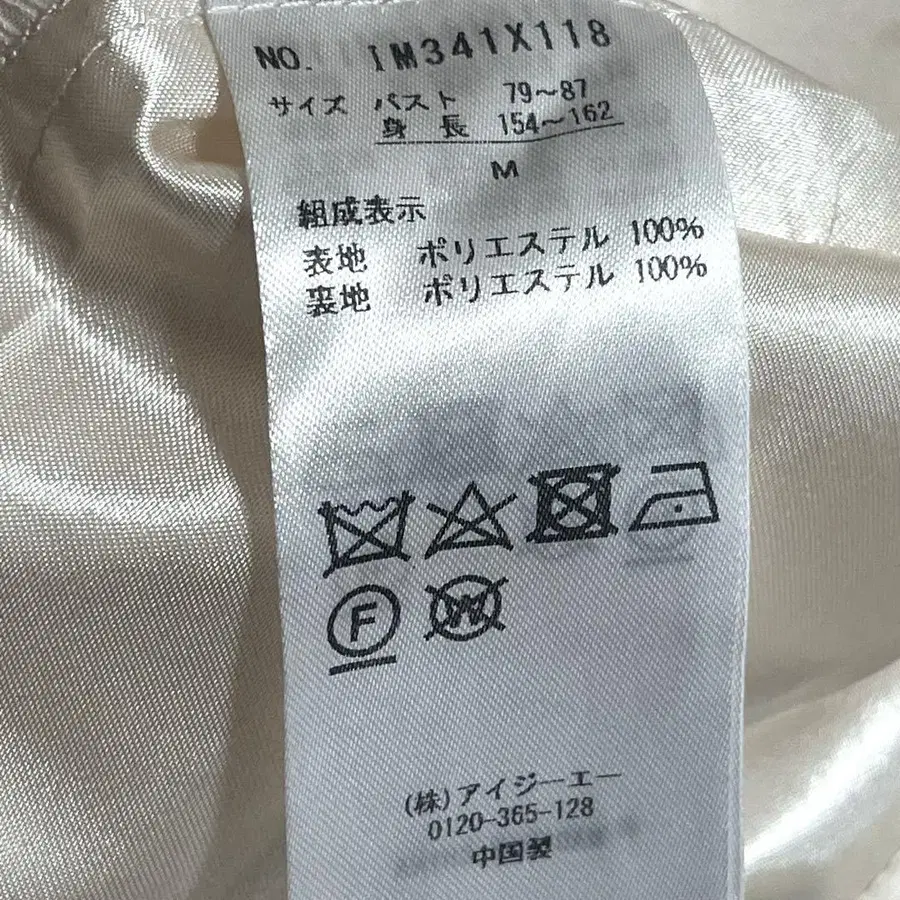 NO. IM341X118
サイズ バスト 79～87
身長 154～162
M
組成表示
表地 ポリエステル 100%
裏地 ポリエステル 100%
F
W
(株)アイジーエー
0120-365-128
中国製